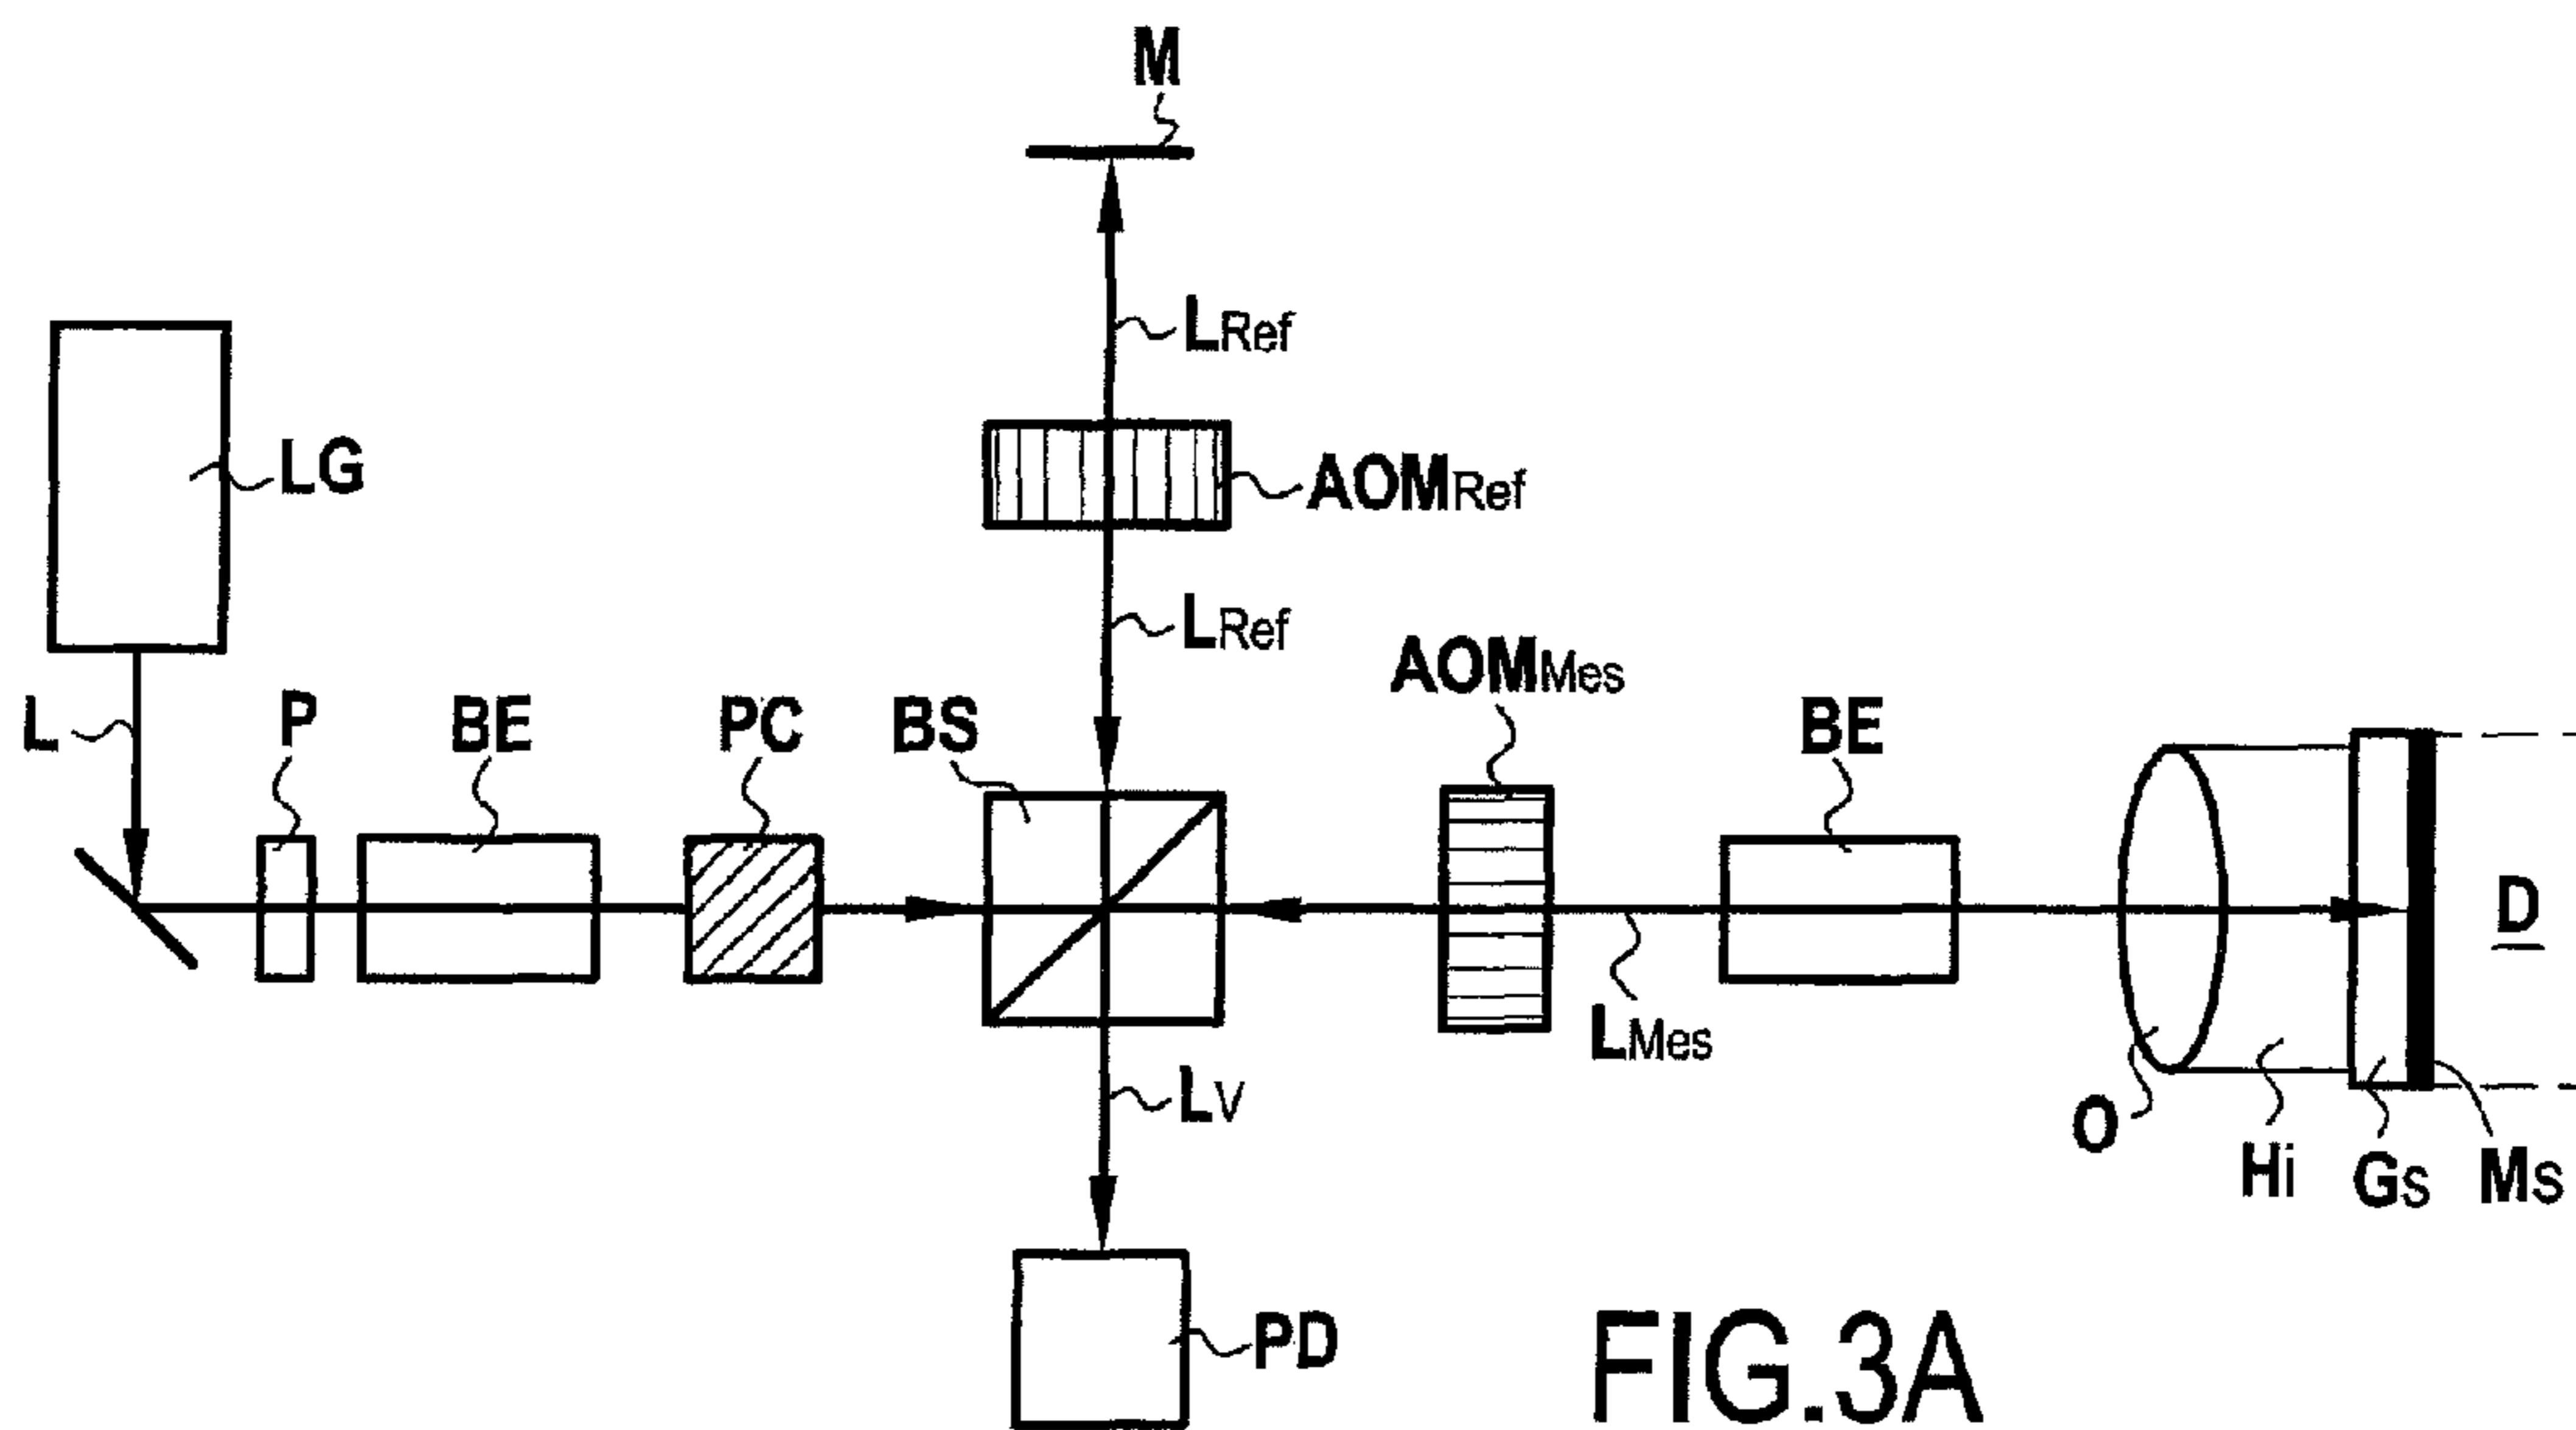 M
LRef
LG
AOMRef
LRef
AOMMes
L
P
BE
PC
BS
BE
D
LMes
LV
O
Hi
GS
MS
PD
FIG.3A